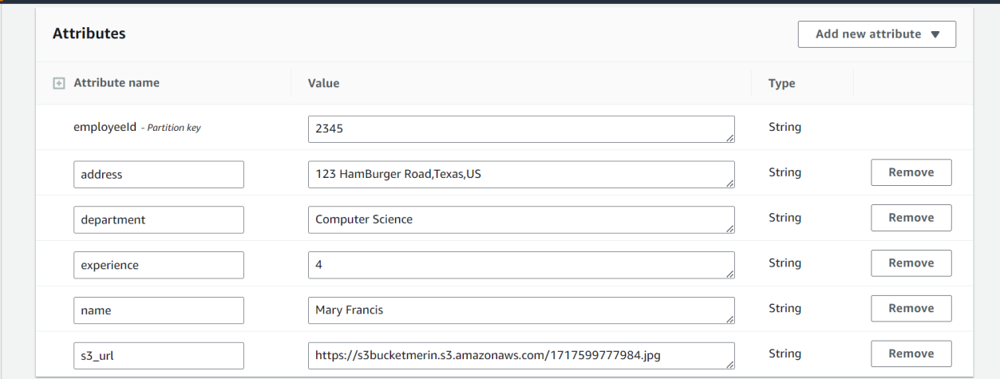 Attributes
Add new attribute
Attribute name Value Type
employeeId - Partition key 2345 String
address 123 HamBurger Road,Texas,US String Remove
department Computer Science String Remove
experience 4 String Remove
name Mary Francis String Remove
s3_url https://s3bucketmerin.s3.amazonaws.com/1717599777984.jpg String Remove